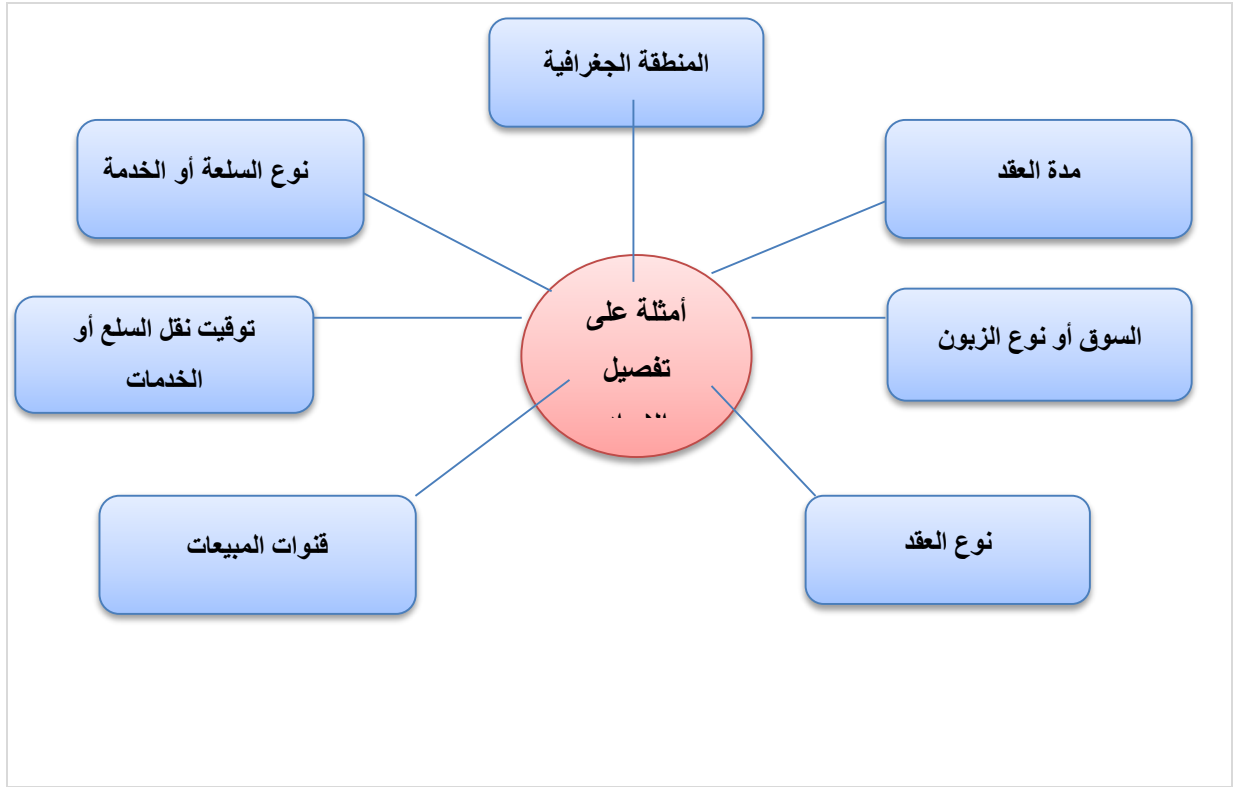 المنطقة الجغرافية
مدة العقد
نوع السلعة أو الخدمة
السوق أو نوع الزبون
أمثلة على
تفصيل
توقيت نقل السلع أو
الخدمات
نوع العقد
قنوات المبيعات